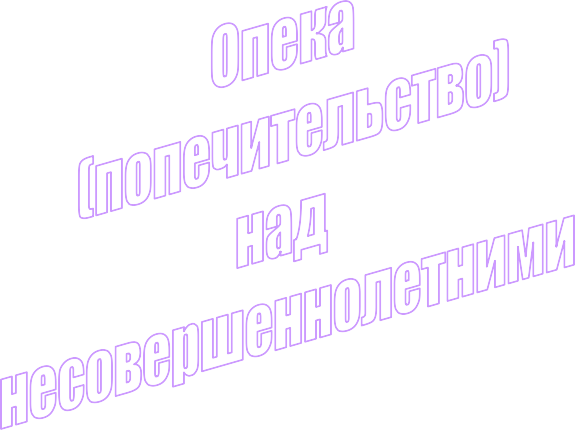 Опека
(попечительство)
над
несовершеннолетними